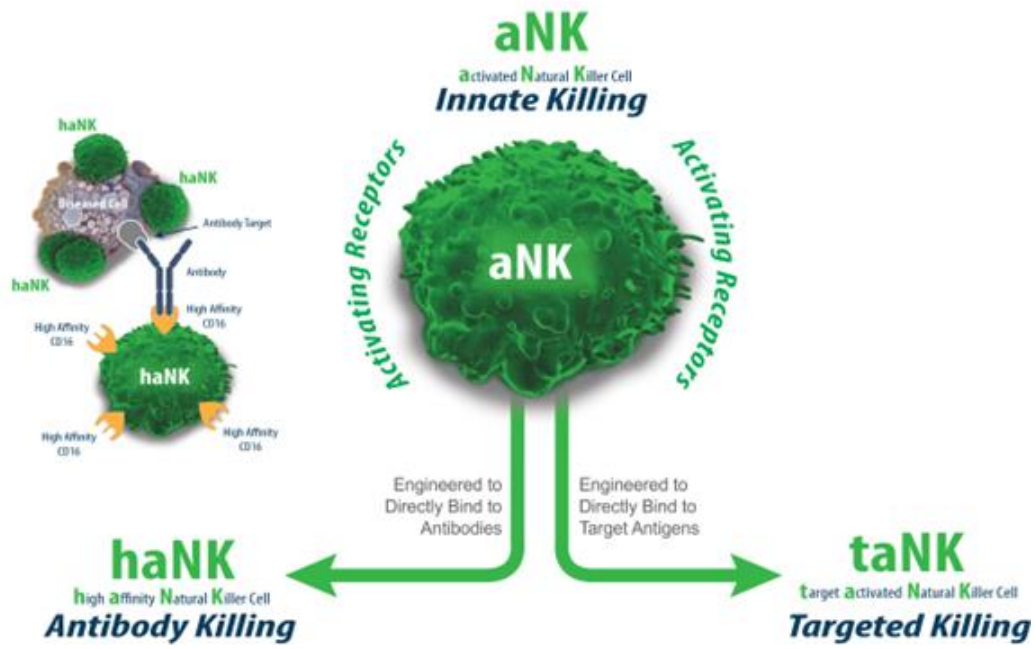 aNK
activated Natural Killer Cell
Innate Killing
haNK
haNK
Diseased Cell
Antibody Target
Antibody
haNK
High Affinity
CD16
High Affinity
CD16
haNK
High Affinity
CD16
High Affinity
CD16
Activating Receptors
aNK
Activating Receptors
Engineered to
Directly Bind to
Antibodies
Engineered to
Directly Bind to
Target Antigens
haNK
high affinity Natural Killer Cell
Antibody Killing
taNK
target activated Natural Killer Cell
Targeted Killing